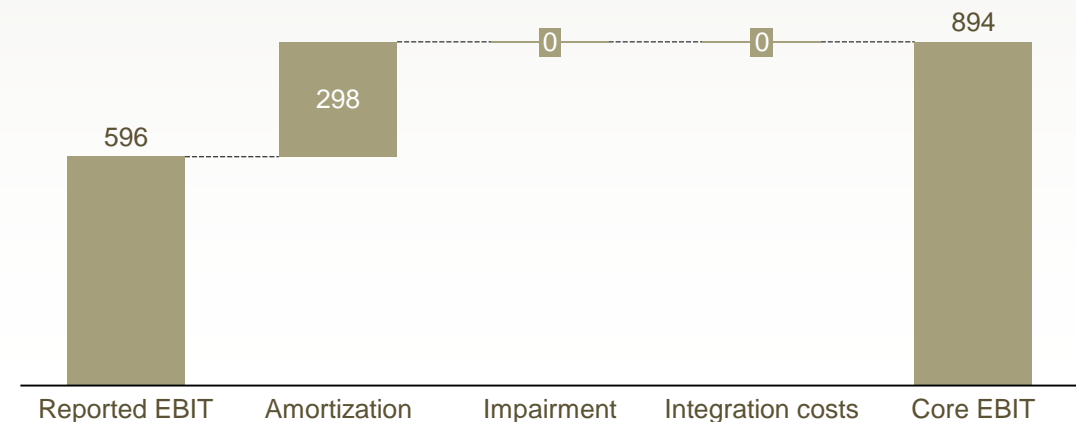 894
0
0
298
596
Reported EBIT
Amortization
Impairment
Integration costs
Core EBIT